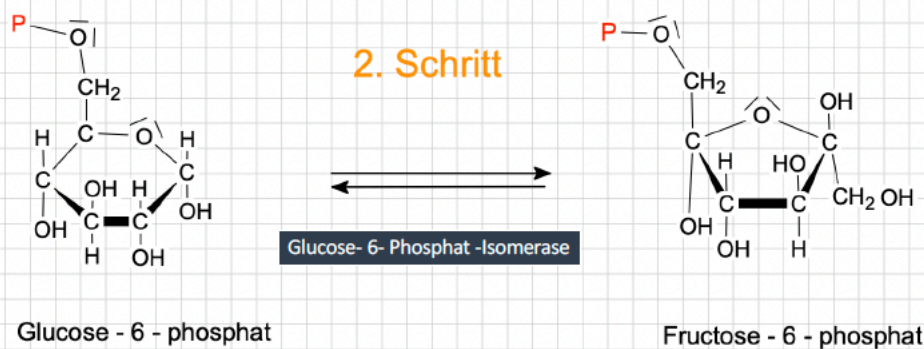 2. Schritt
P
O
CH2
H
C
O
H
C
C
OH
H
OH
C
C
OH
H
OH
Glucose- 6- Phosphat -Isomerase
P
O
CH2
O
OH
C
C
H
HO
C
C
CH2 OH
OH
OH
H
Glucose - 6 - phosphat
Fructose - 6 - phosphat